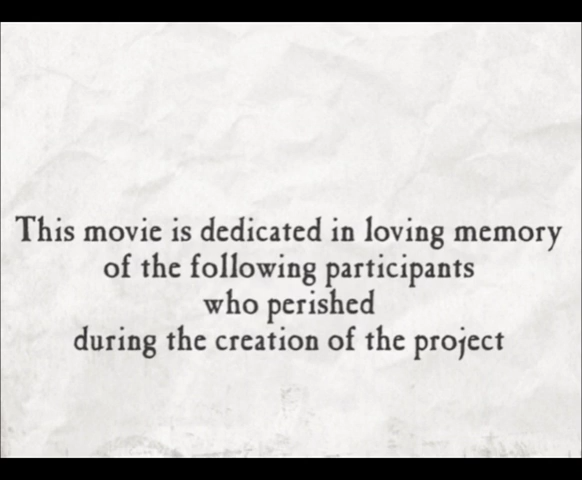 This movie is dedicated in loving memory
of the following participants
who perished
during the creation of the project